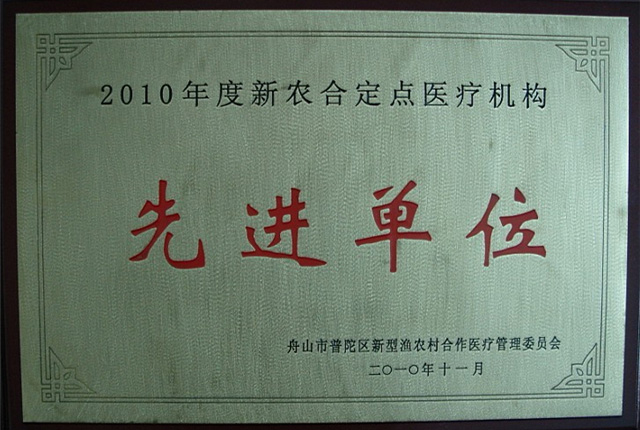 2010年度新农合定点医疗机构
先进单位
舟山市普陀区新型渔农村合作医疗管理委员会
二〇一〇年十一月